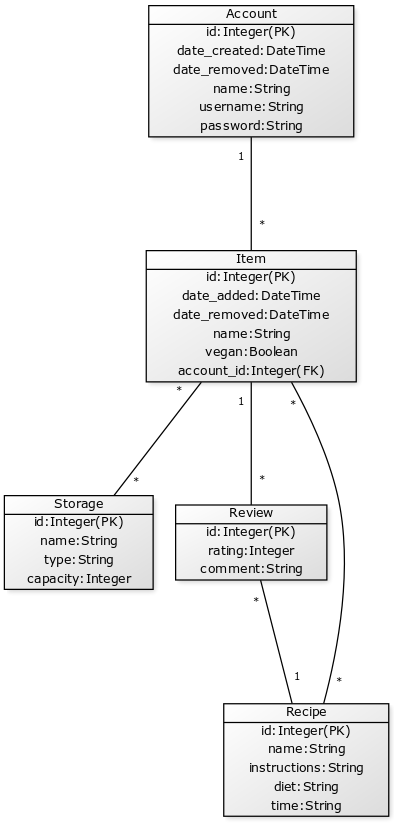 Account
id:Integer(PK)
date_created:DateTime
date_removed:DateTime
name:String
username:String
password:String
1
*
Item
id:Integer(PK)
date_added:DateTime
date_removed:DateTime
name:String
vegan:Boolean
account_id:Integer(FK)
*
1
*
*
*
Storage
id:Integer(PK)
name:String
type:String
capacity:Integer
Review
id:Integer(PK)
rating:Integer
comment:String
*
1
*
Recipe
id:Integer(PK)
name:String
instructions:String
diet:String
time:String